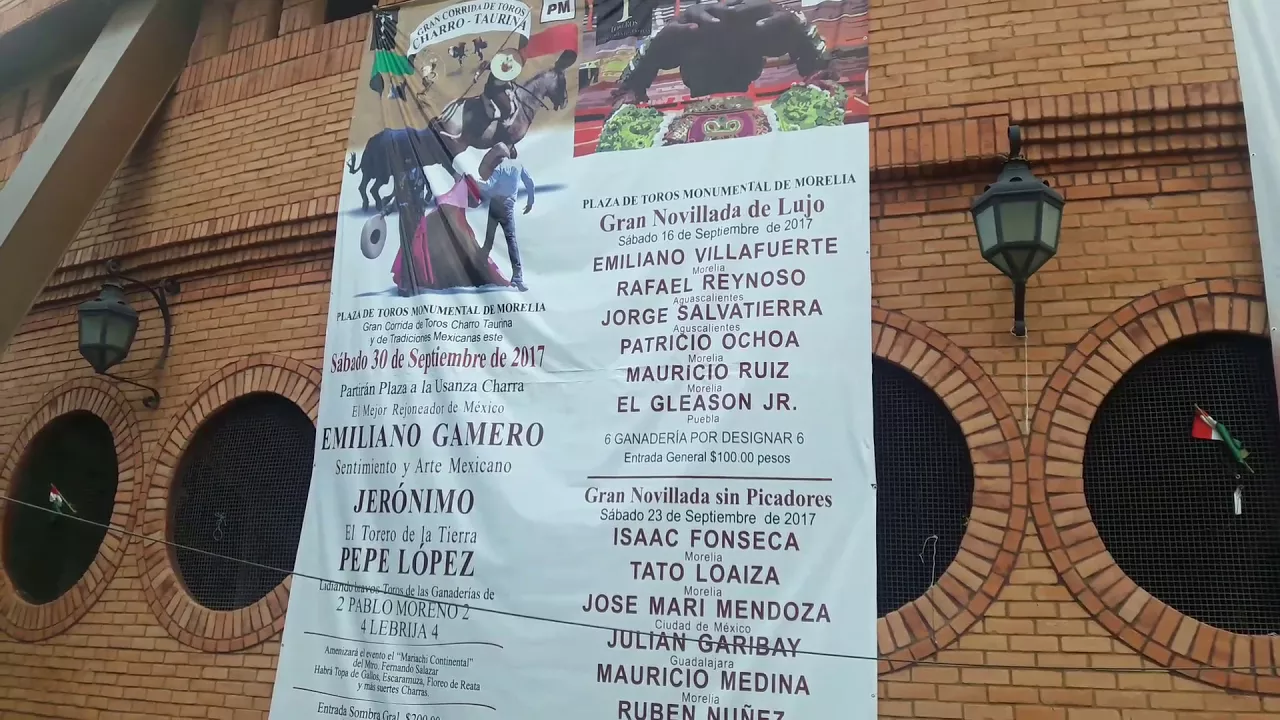 GRAN CORRIDA DE TOROS
CHARRO - TAURINA
PM
PLAZA DE TOROS MONUMENTAL DE MORELIA
Gran Corrida de Toros Charro Taurina
y de Tradiciones Mexicanas este
Sábado 30 de Septiembre de 2017
Partirán Plaza a la Usanza Charra
El Mejor Rejoneador de México
EMILIANO GAMERO
Sentimiento y Arte Mexicano
JERÓNIMO
El Torero de la Tierra
PEPE LÓPEZ
Lidiando bravos Toros de las Ganaderías de
2 PABLO MORENO 2
4 LEBRIJA 4
Amenizará el evento el "Mariachi Continental"
del Mtro. Fernando Salazar
Habrá Topa de Gallos, Escaramuza, Floreo de Reata
y más suertes Charras.
Entrada Sombra Gral. $200.00
PLAZA DE TOROS MONUMENTAL DE MORELIA
Gran Novillada de Lujo
Sábado 16 de Septiembre de 2017
EMILIANO VILLAFUERTE
Morelia
RAFAEL REYNOSO
Aguascalientes
JORGE SALVATIERRA
Aguscalientes
PATRICIO OCHOA
Morelia
MAURICIO RUIZ
Morelia
EL GLEASON JR.
Puebla
6 GANADERÍA POR DESIGNAR 6
Entrada General $100.00 pesos
Gran Novillada sin Picadores
Sábado 23 de Septiembre de 2017
ISAAC FONSECA
Morelia
TATO LOAIZA
Morelia
JOSE MARI MENDOZA
Ciudad de México
JULIAN GARIBAY
Guadalajara
MAURICIO MEDINA
Morelia
RUBEN NUÑEZ